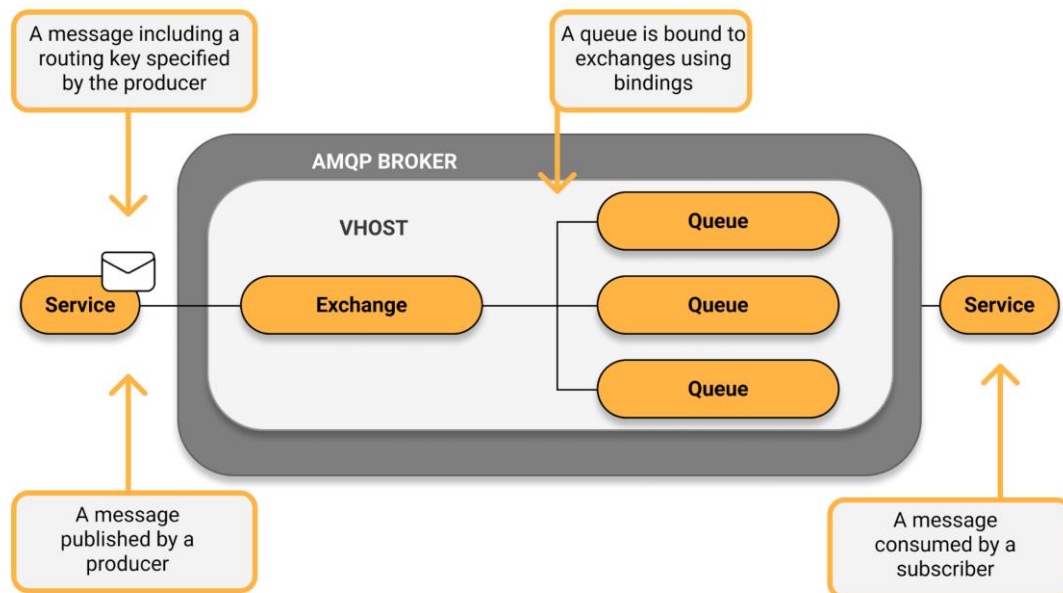 A message including a
routing key specified
by the producer
A queue is bound to
exchanges using
bindings
AMQP BROKER
VHOST
Queue
Service
Exchange
Queue
Service
Queue
A message
published by a
producer
A message
consumed by a
subscriber